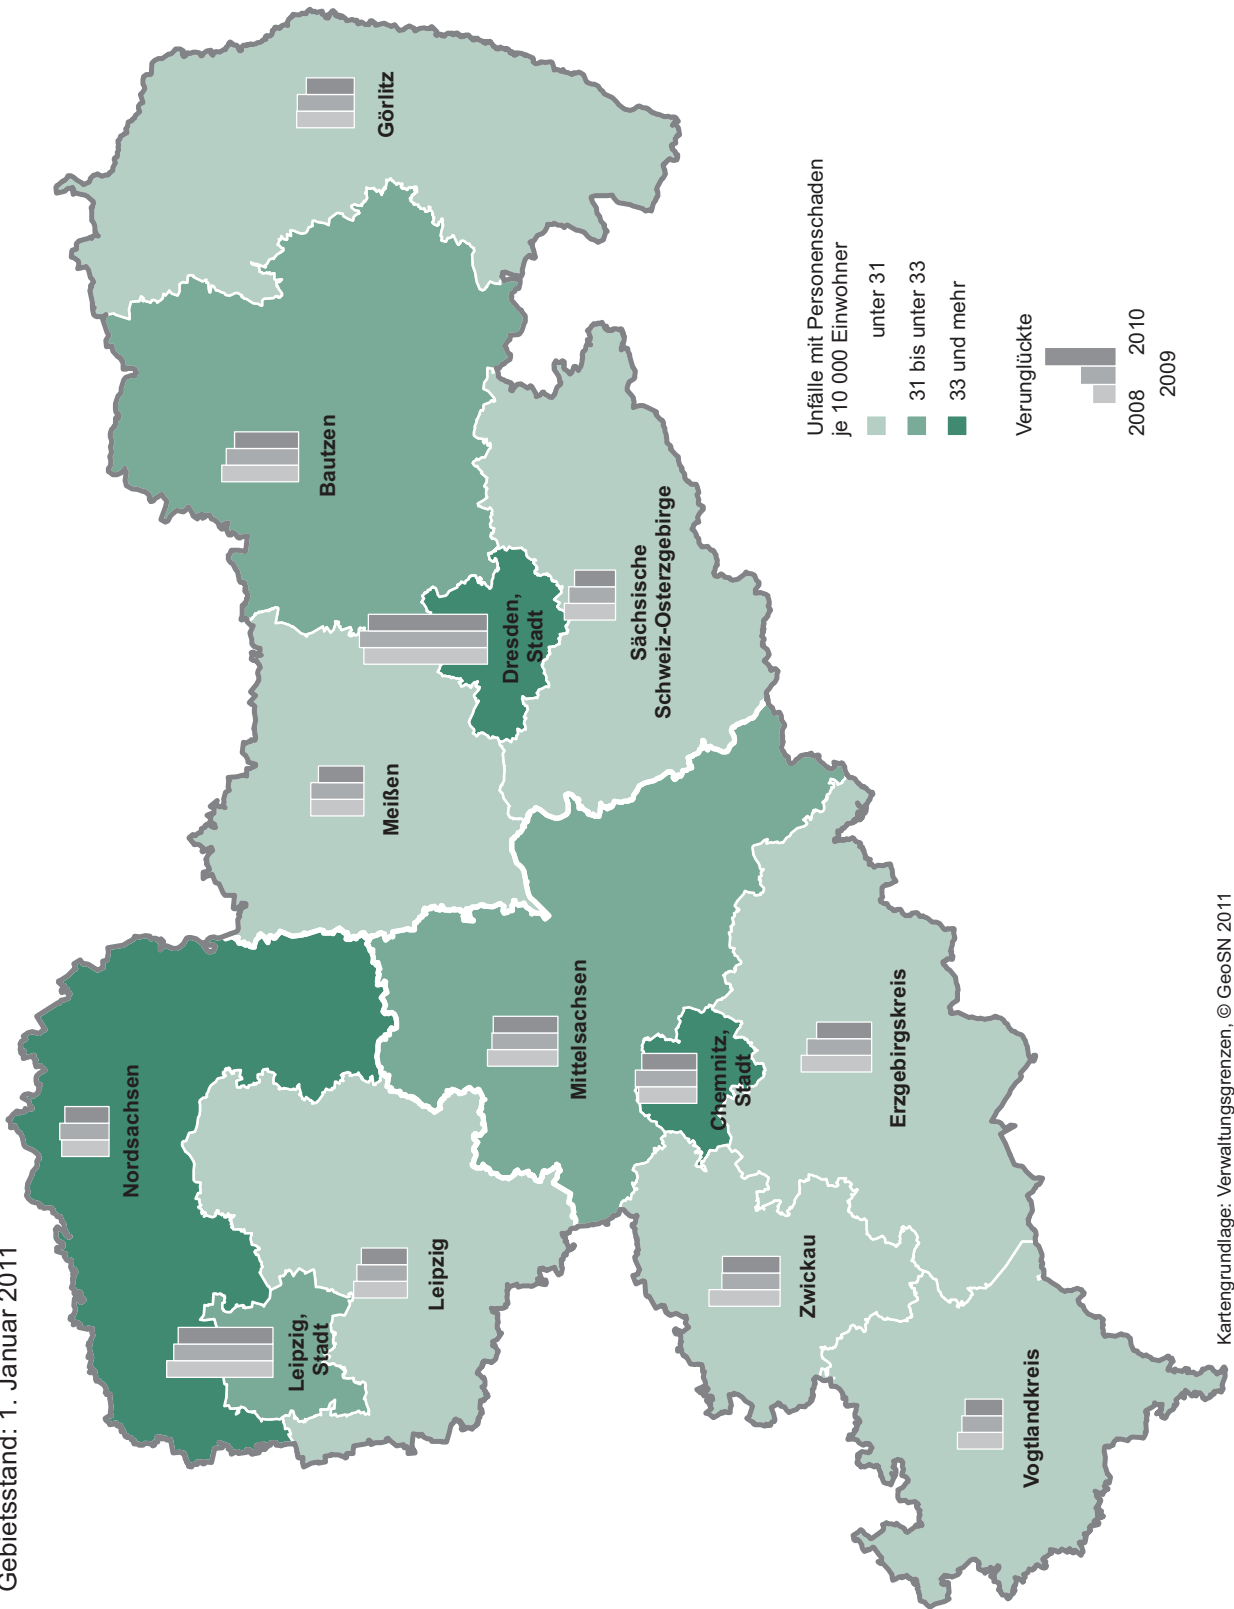 Gebietsstand: 1. Januar 2011
Nordsachsen
Leipzig,
Stadt
Leipzig
Meißen
Bautzen
Görlitz
Dresden,
Stadt
Sächsische
Schweiz-Osterzgebirge
Mittelsachsen
Chemnitz,
Stadt
Zwickau
Erzgebirgskreis
Vogtlandkreis
Unfälle mit Personenschaden
je 10 000 Einwohner
unter 31
31 bis unter 33
33 und mehr
Verunglückte
2008 2010
2009
Kartengrundlage: Verwaltungsgrenzen, © GeoSN 2011